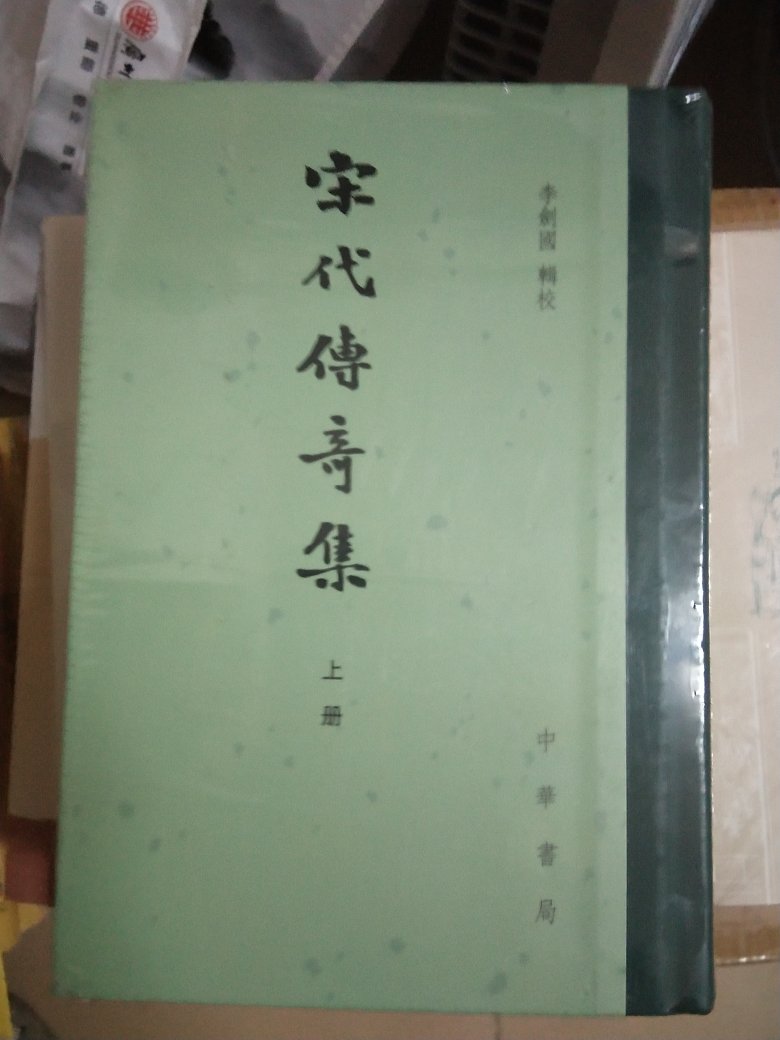 李劍國 輯校
宋代傳奇集
上册
中華書局